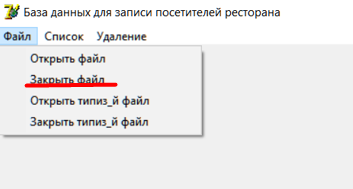 База данных для записи посетителей ресторана
Файл Список Удаление
Открыть файл
Закрыть файл
Открыть типиз_й файл
Закрыть типиз_й файл